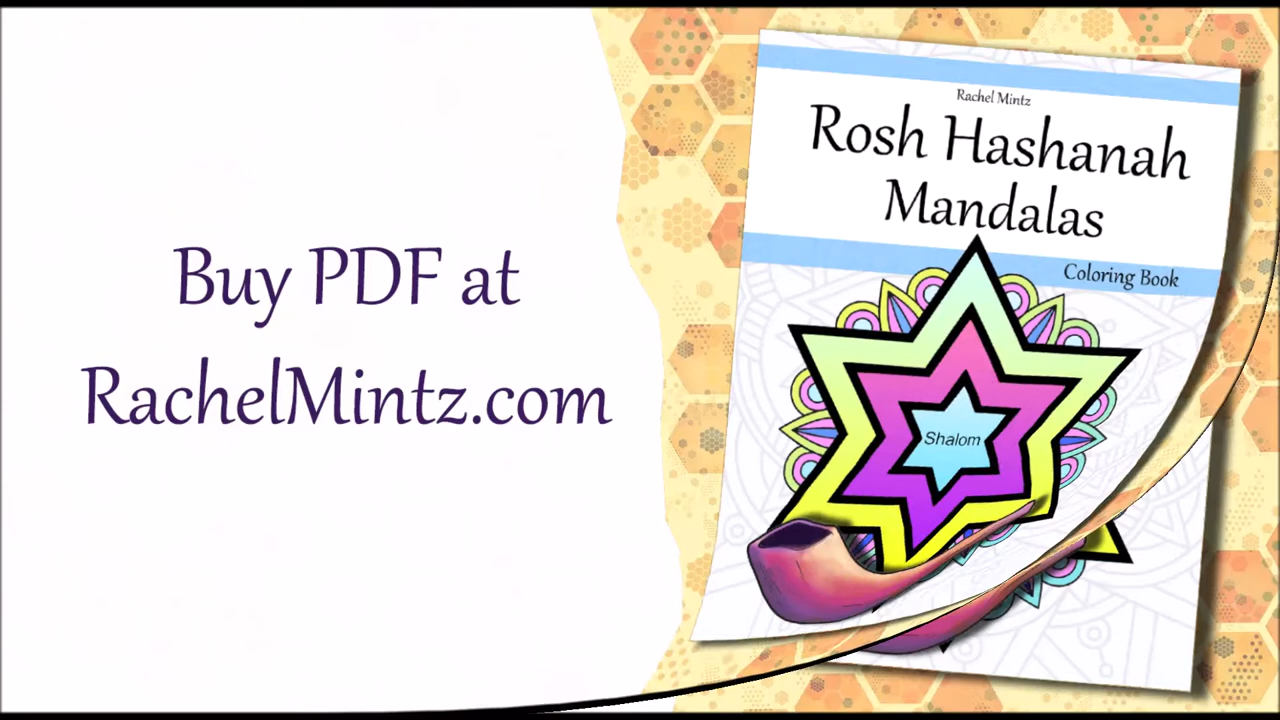 Buy PDF at
RachelMintz.com
Rachel Mintz
Rosh Hashanah
Mandalas
Coloring Book
Shalom